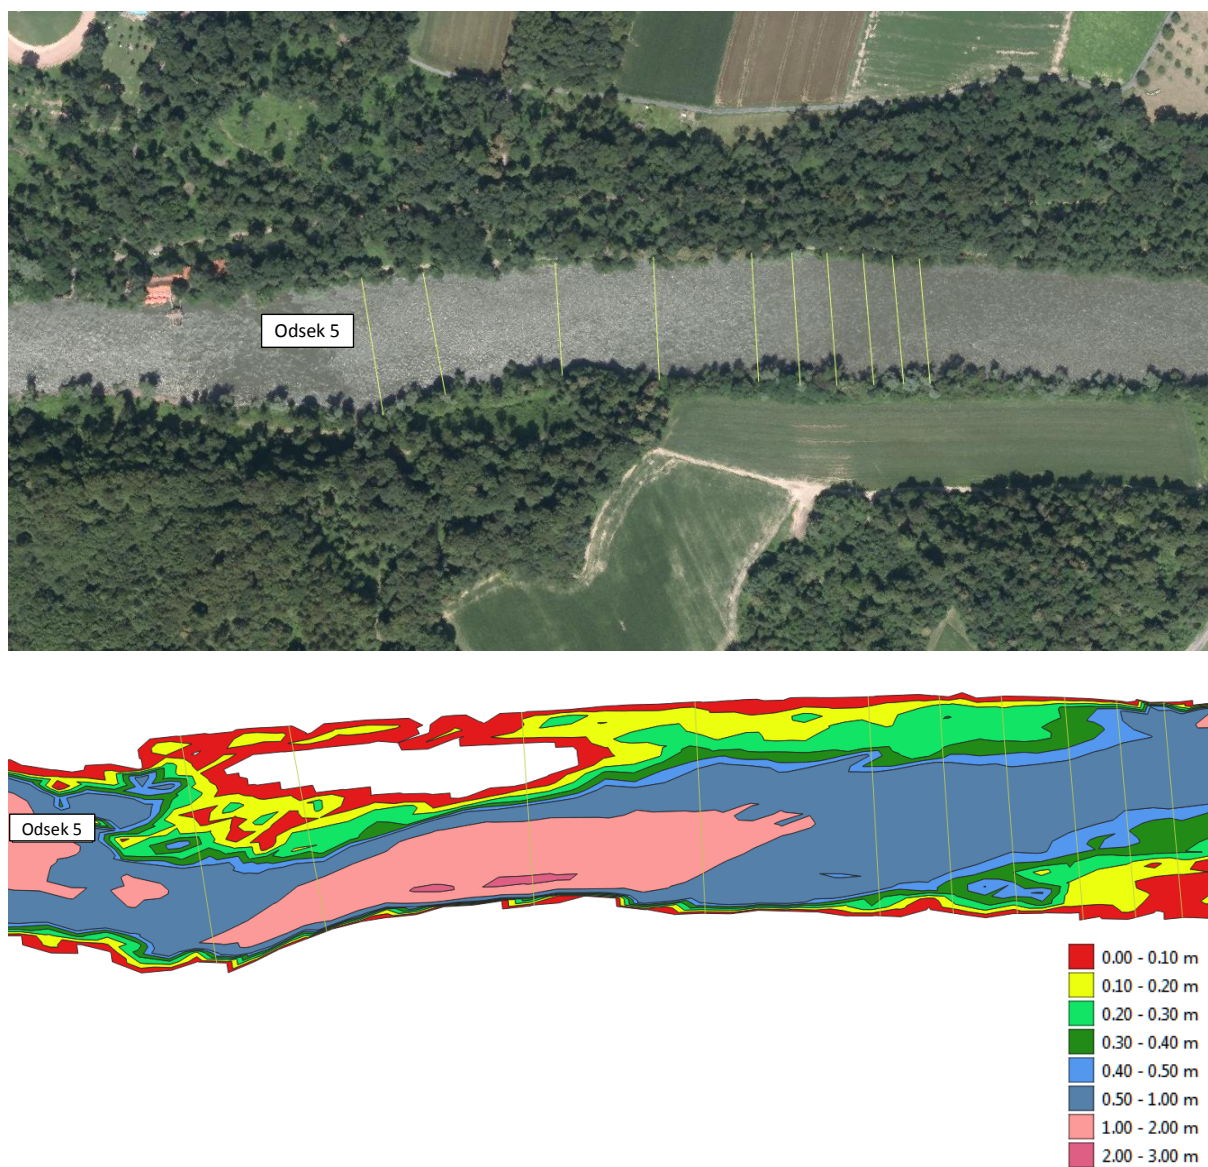 Odsek 5
Odsek 5
0.00 - 0.10 m
0.10 - 0.20 m
0.20 - 0.30 m
0.30 - 0.40 m
0.40 - 0.50 m
0.50 - 1.00 m
1.00 - 2.00 m
2.00 - 3.00 m